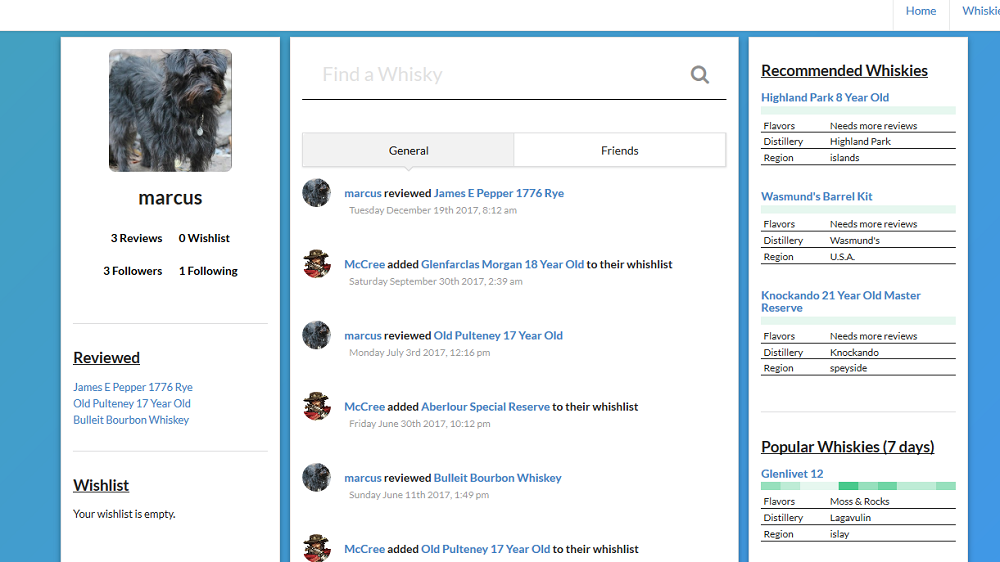 Home
marcus
3 Reviews 0 Wishlist
3 Followers 1 Following
Reviewed
James E Pepper 1776 Rye
Old Pulteney 17 Year Old
Bulleit Bourbon Whiskey
Wishlist
Your wishlist is empty.
Find a Whisky
General Friends
marcus reviewed James E Pepper 1776 Rye
Tuesday December 19th 2017, 8:12 am
McCree added Glenfarclas Morgan 18 Year Old to their whishlist
Saturday September 30th 2017, 2:39 am
marcus reviewed Old Pulteney 17 Year Old
Monday July 3rd 2017, 12:16 pm
McCree added Aberlour Special Reserve to their whishlist
Friday June 30th 2017, 10:12 pm
marcus reviewed Bulleit Bourbon Whiskey
Sunday June 11th 2017, 1:49 pm
McCree added Old Pulteney 17 Year Old to their whishlist
Recommended Whiskies
Highland Park 8 Year Old
Flavors Needs more reviews
Distillery Highland Park
Region islands
Wasmund's Barrel Kit
Flavors Needs more reviews
Distillery Wasmund's
Region U.S.A.
Knockando 21 Year Old Master
Reserve
Flavors Needs more reviews
Distillery Knockando
Region speyside
Popular Whiskies (7 days)
Glenlivet 12
Flavors Moss & Rocks
Distillery Lagavulin
Region islay